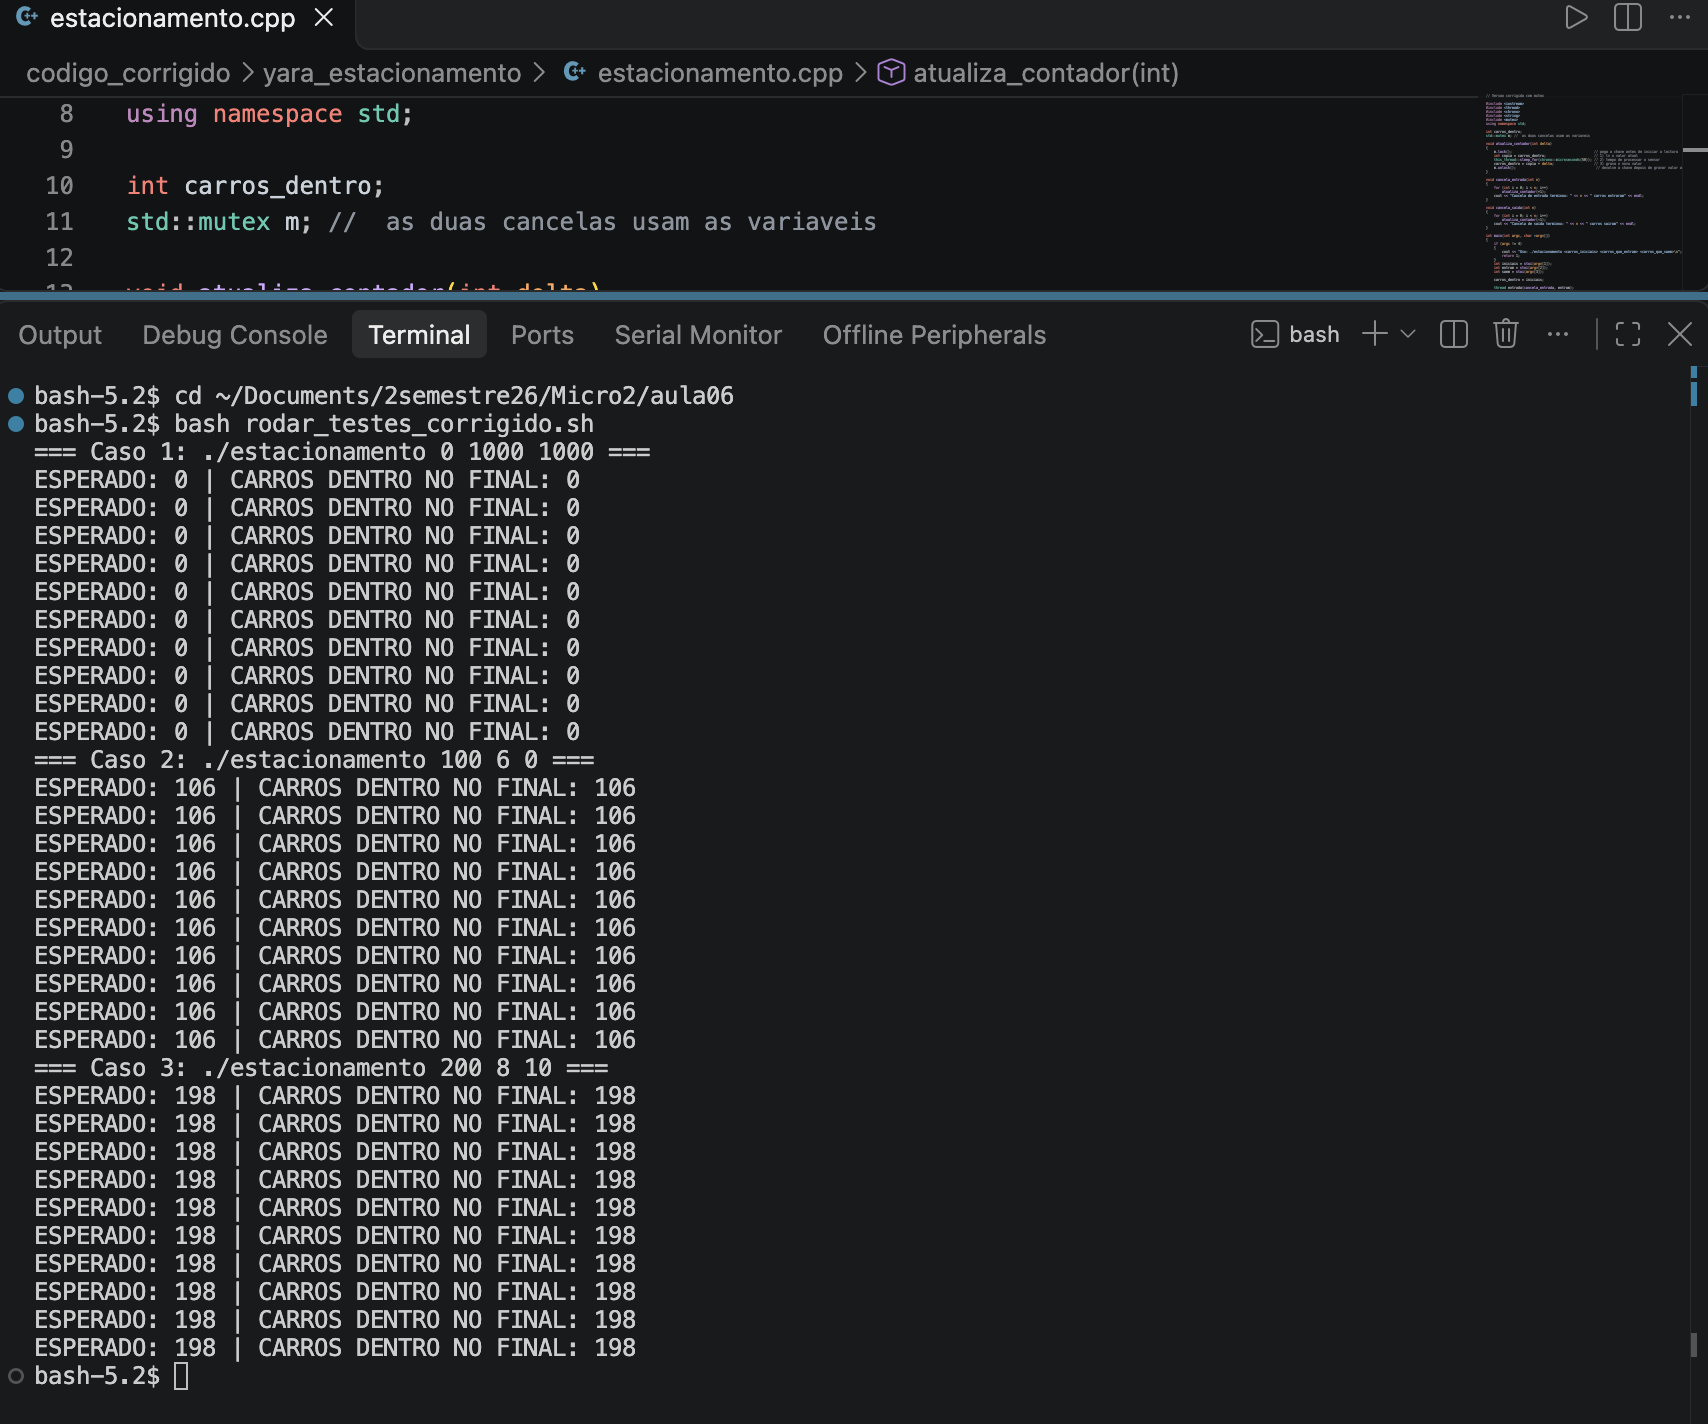 estacionamento.cpp
codigo_corrigido > yara_estacionamento > estacionamento.cpp > atualiza_contador(int)
8 using namespace std;
9
10 int carros_dentro;
11 std::mutex m; // as duas cancelas usam as variaveis
12
13 void atualiza_contador(int delta)
Output Debug Console Terminal Ports Serial Monitor Offline Peripherals bash
bash-5.2$ cd ~/Documents/2semestre26/Micro2/aula06
bash-5.2$ bash rodar_testes_corrigido.sh
=== Caso 1: ./estacionamento 0 1000 1000 ===
ESPERADO: 0 | CARROS DENTRO NO FINAL: 0
ESPERADO: 0 | CARROS DENTRO NO FINAL: 0
ESPERADO: 0 | CARROS DENTRO NO FINAL: 0
ESPERADO: 0 | CARROS DENTRO NO FINAL: 0
ESPERADO: 0 | CARROS DENTRO NO FINAL: 0
ESPERADO: 0 | CARROS DENTRO NO FINAL: 0
ESPERADO: 0 | CARROS DENTRO NO FINAL: 0
ESPERADO: 0 | CARROS DENTRO NO FINAL: 0
ESPERADO: 0 | CARROS DENTRO NO FINAL: 0
ESPERADO: 0 | CARROS DENTRO NO FINAL: 0
=== Caso 2: ./estacionamento 100 6 0 ===
ESPERADO: 106 | CARROS DENTRO NO FINAL: 106
ESPERADO: 106 | CARROS DENTRO NO FINAL: 106
ESPERADO: 106 | CARROS DENTRO NO FINAL: 106
ESPERADO: 106 | CARROS DENTRO NO FINAL: 106
ESPERADO: 106 | CARROS DENTRO NO FINAL: 106
ESPERADO: 106 | CARROS DENTRO NO FINAL: 106
ESPERADO: 106 | CARROS DENTRO NO FINAL: 106
ESPERADO: 106 | CARROS DENTRO NO FINAL: 106
ESPERADO: 106 | CARROS DENTRO NO FINAL: 106
ESPERADO: 106 | CARROS DENTRO NO FINAL: 106
=== Caso 3: ./estacionamento 200 8 10 ===
ESPERADO: 198 | CARROS DENTRO NO FINAL: 198
ESPERADO: 198 | CARROS DENTRO NO FINAL: 198
ESPERADO: 198 | CARROS DENTRO NO FINAL: 198
ESPERADO: 198 | CARROS DENTRO NO FINAL: 198
ESPERADO: 198 | CARROS DENTRO NO FINAL: 198
ESPERADO: 198 | CARROS DENTRO NO FINAL: 198
ESPERADO: 198 | CARROS DENTRO NO FINAL: 198
ESPERADO: 198 | CARROS DENTRO NO FINAL: 198
ESPERADO: 198 | CARROS DENTRO NO FINAL: 198
ESPERADO: 198 | CARROS DENTRO NO FINAL: 198
bash-5.2$